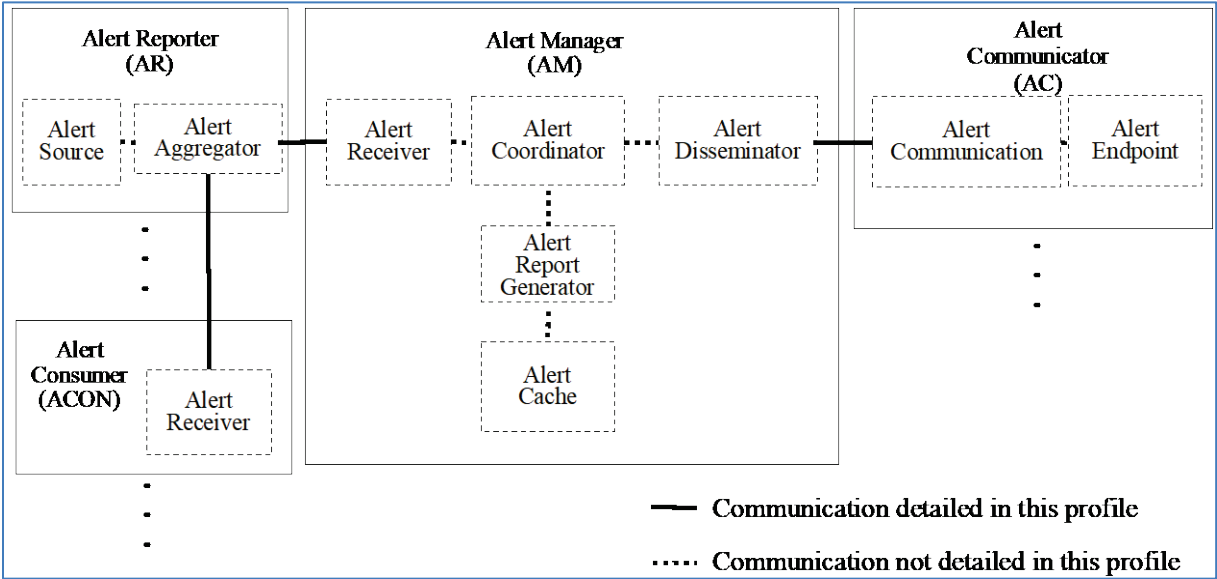 Alert Reporter
(AR)
Alert
Source
Alert
Aggregator
Alert Manager
(AM)
Alert
Receiver
Alert
Coordinator
Alert
Disseminator
Alert
Report
Generator
Alert
Cache
Alert
Communicator
(AC)
Alert
Communication
Alert
Endpoint
Alert
Consumer
(ACON)
Alert
Receiver
Communication detailed in this profile
Communication not detailed in this profile